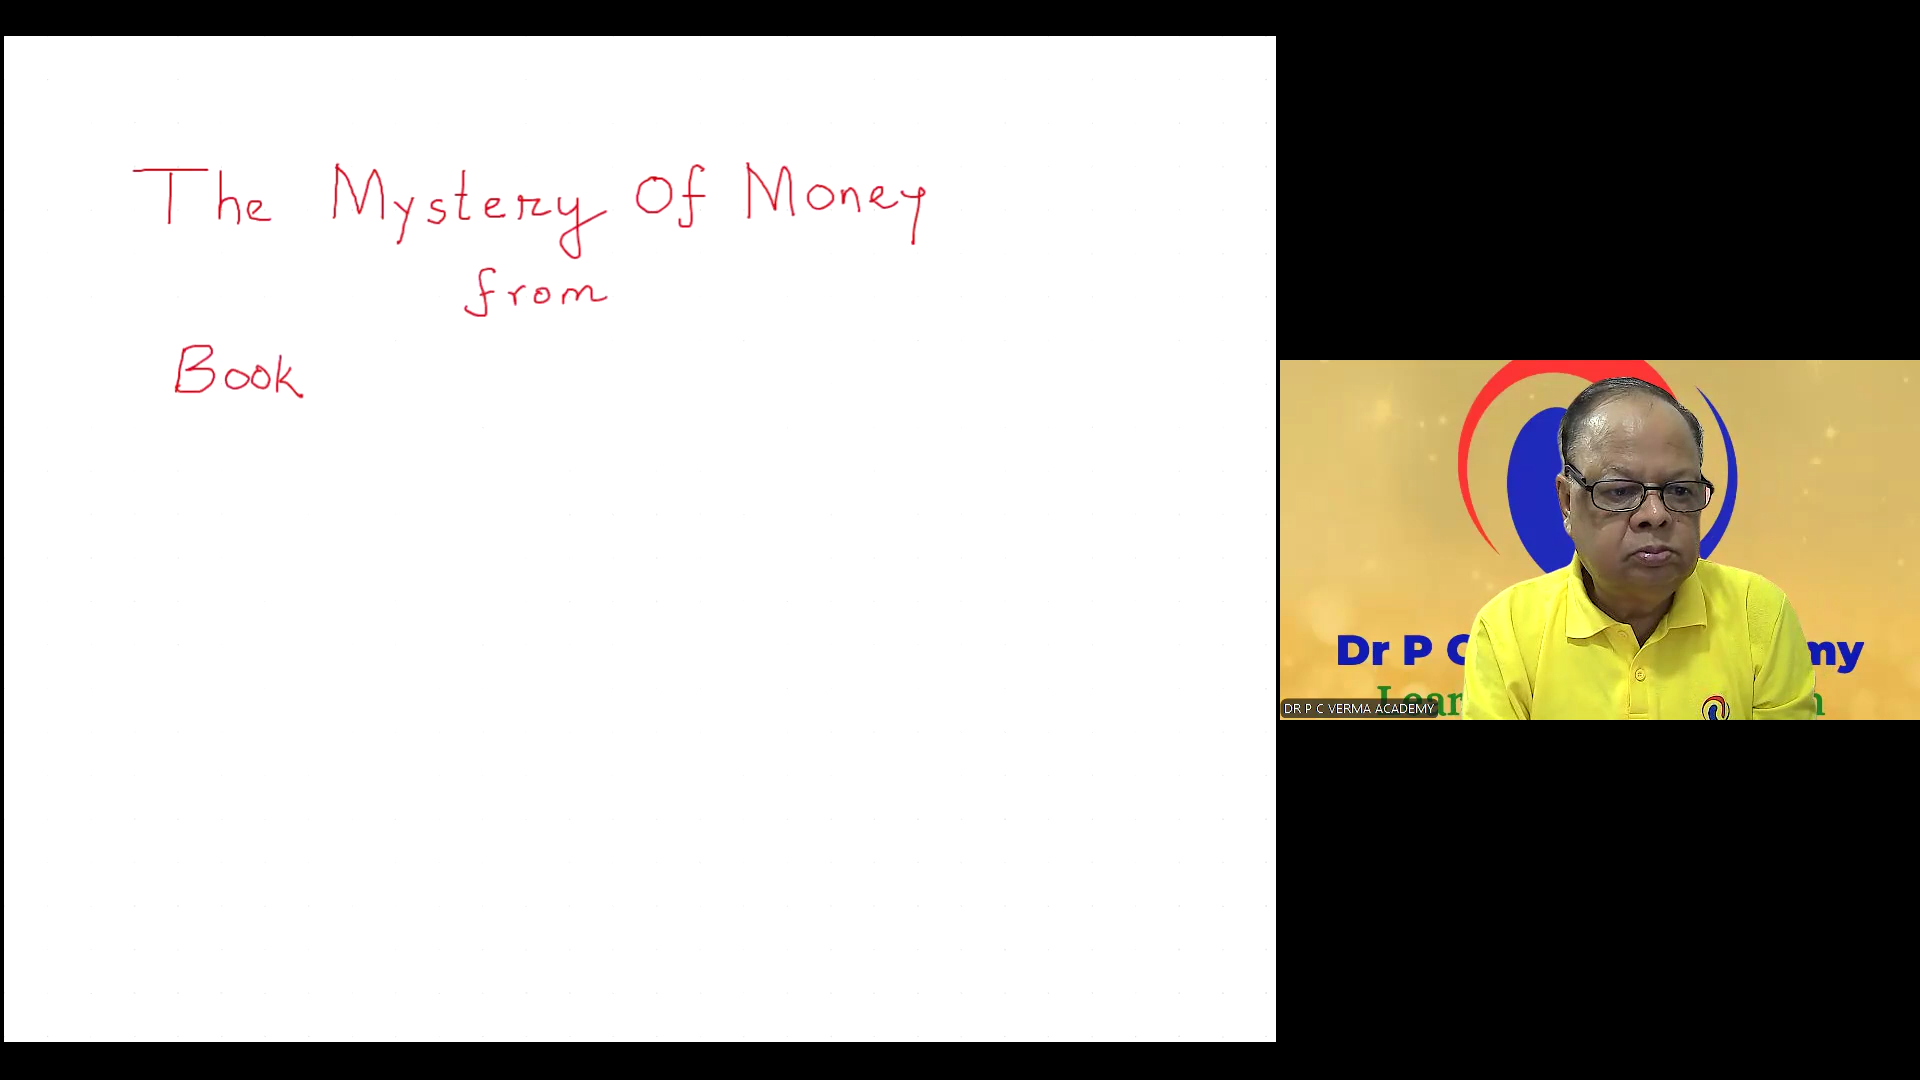 The Mystery Of Money
from
Book
Dr P C
my
DR P C VERMA ACADEMY